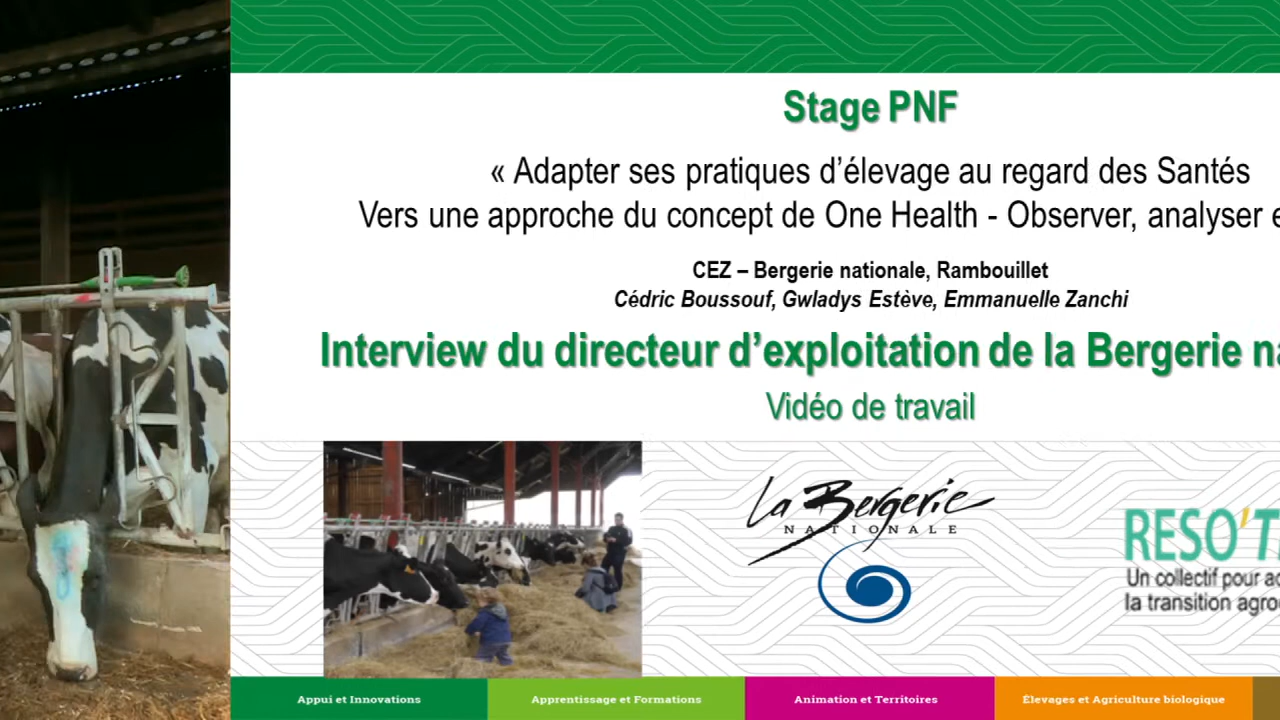 Stage PNF
« Adapter ses pratiques d'élevage au regard des Santés
Vers une approche du concept de One Health - Observer, analyser
CEZ – Bergerie nationale, Rambouillet
Cédric Boussouf, Gwladys Estève, Emmanuelle Zanchi
Interview du directeur d'exploitation de la Bergerie
Vidéo de travail
La Bergerie
NATIONALE
RESO'T
Un collectif pour
la transition
Appui et Innovations
Apprentissage et Formations
Animation et Territoires
Élevages et Agriculture biologique